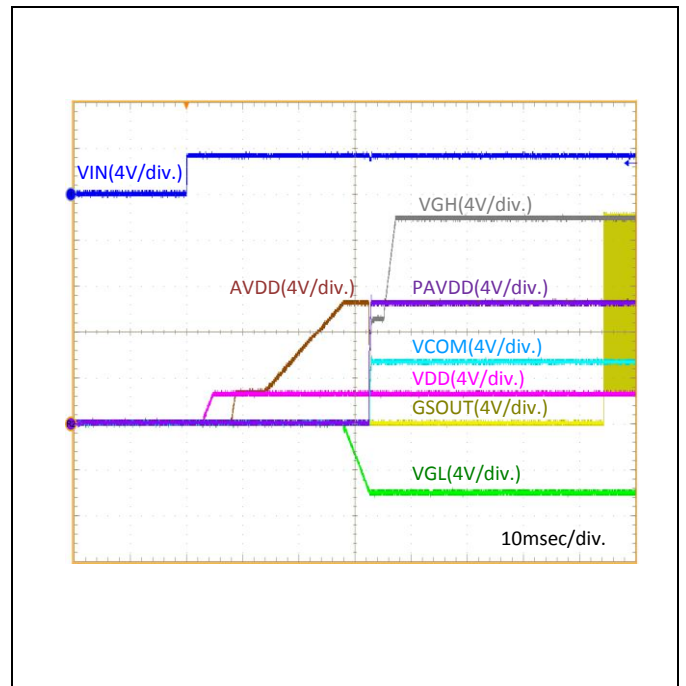 VIN(4V/div.)
VGH(4V/div.)
AVDD(4V/div.)
PAVDD(4V/div.)
VCOM(4V/div.)
VDD(4V/div.)
GSOUT(4V/div.)
VGL(4V/div.)
10msec/div.